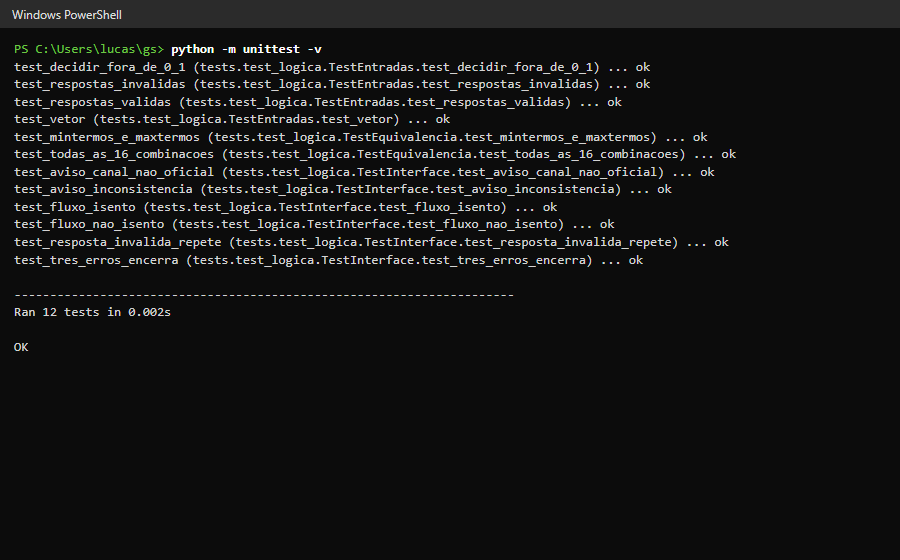 Windows PowerShell
PS C:\Users\lucas\gs> python -m unittest -v
test_decidir_fora_de_0_1 (tests.test_logica.TestEntradas.test_decidir_fora_de_0_1) ... ok
test_respostas_invalidas (tests.test_logica.TestEntradas.test_respostas_invalidas) ... ok
test_respostas_validas (tests.test_logica.TestEntradas.test_respostas_validas) ... ok
test_vetor (tests.test_logica.TestEntradas.test_vetor) ... ok
test_mintermos_e_maxtermos (tests.test_logica.TestEquivalencia.test_mintermos_e_maxtermos) ... ok
test_todas_as_16_combinacoes (tests.test_logica.TestEquivalencia.test_todas_as_16_combinacoes) ... ok
test_aviso_canal_nao_oficial (tests.test_logica.TestInterface.test_aviso_canal_nao_oficial) ... ok
test_aviso_inconsistencia (tests.test_logica.TestInterface.test_aviso_inconsistencia) ... ok
test_fluxo_isento (tests.test_logica.TestInterface.test_fluxo_isento) ... ok
test_fluxo_nao_isento (tests.test_logica.TestInterface.test_fluxo_nao_isento) ... ok
test_resposta_invalida_repete (tests.test_logica.TestInterface.test_resposta_invalida_repete) ... ok
test_tres_erros_encerra (tests.test_logica.TestInterface.test_tres_erros_encerra) ... ok
----------------------------------------------------------------------
Ran 12 tests in 0.002s
OK